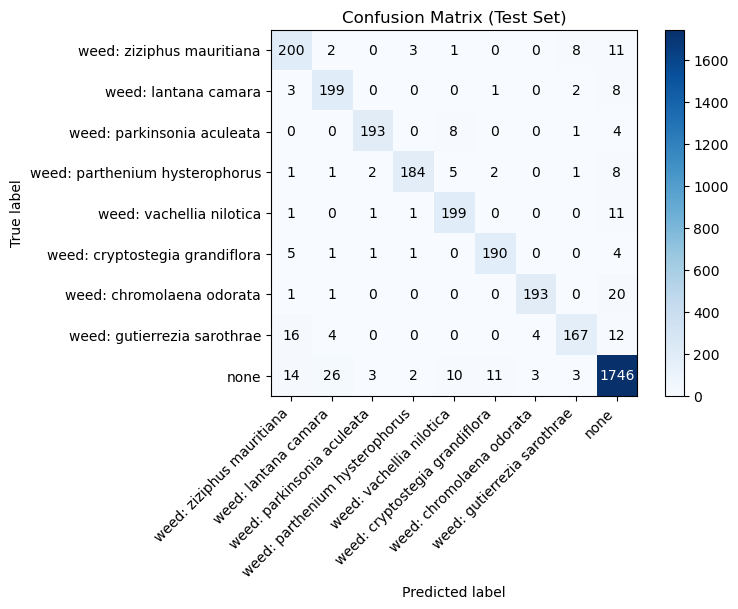 Confusion Matrix (Test Set)
True label
weed: ziziphus mauritiana 200 2 0 3 1 0 0 8 11
weed: lantana camara 3 199 0 0 0 1 0 2 8
weed: parkinsonia aculeata 0 0 193 0 8 0 0 1 4
weed: parthenium hysterophorus 1 1 2 184 5 2 0 1 8
weed: vachellia nilotica 1 0 1 1 199 0 0 0 11
weed: cryptostegia grandiflora 5 1 1 1 0 190 0 0 4
weed: chromolaena odorata 1 1 0 0 0 0 193 0 20
weed: gutierrezia sarothrae 16 4 0 0 0 0 4 167 12
none 14 26 3 2 10 11 3 3 1746
weed: ziziphus mauritiana
weed: lantana camara
weed: parkinsonia aculeata
weed: parthenium hysterophorus
weed: vachellia nilotica
weed: cryptostegia grandiflora
weed: chromolaena odorata
weed: gutierrezia sarothrae
none
Predicted label
1600
1400
1200
1000
800
600
400
200
0